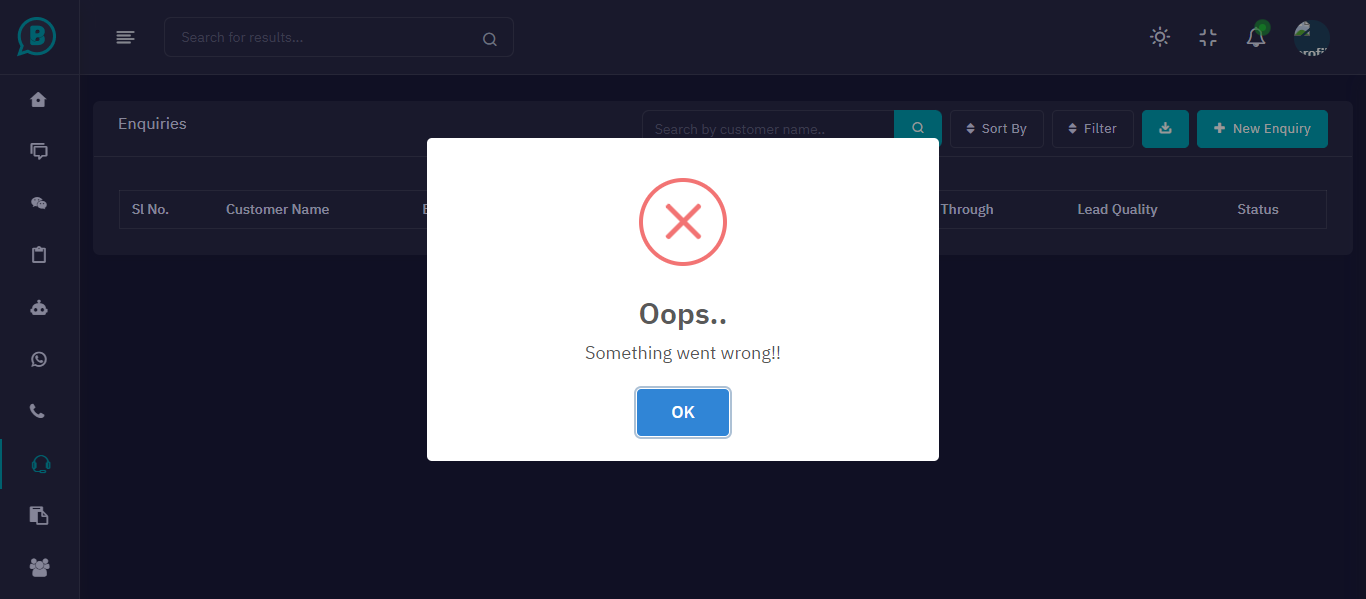 B
Search for results...
Enquiries
Search by customer name..
Sort By
Filter
New Enquiry
Sl No.
Customer Name
Through
Lead Quality
Status
Oops..
Something went wrong!!
OK